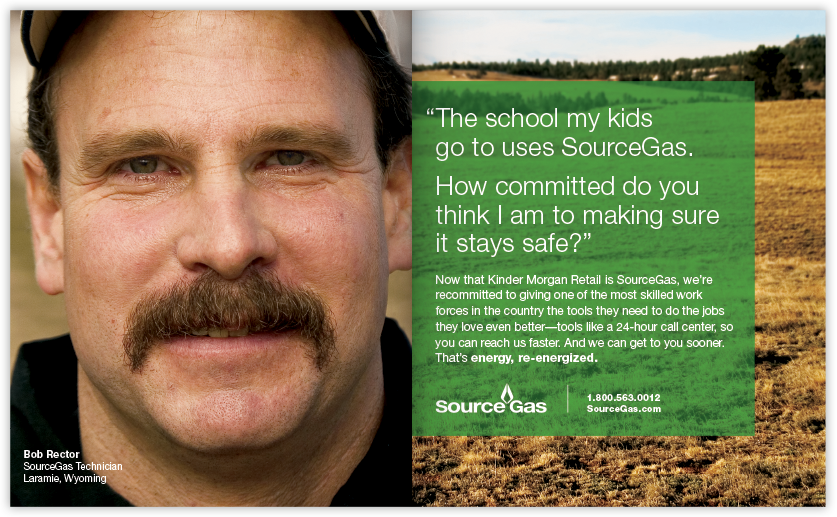 “The school my kids
go to uses SourceGas.
How committed do you
think I am to making sure
it stays safe?”
Now that Kinder Morgan Retail is SourceGas, we’re
recommitted to giving one of the most skilled work
forces in the country the tools they need to do the jobs
they love even better—tools like a 24-hour call center, so
you can reach us faster. And we can get to you sooner.
That’s energy, re-energized.
SourceGas
1.800.563.0012
SourceGas.com
Bob Rector
SourceGas Technician
Laramie, Wyoming